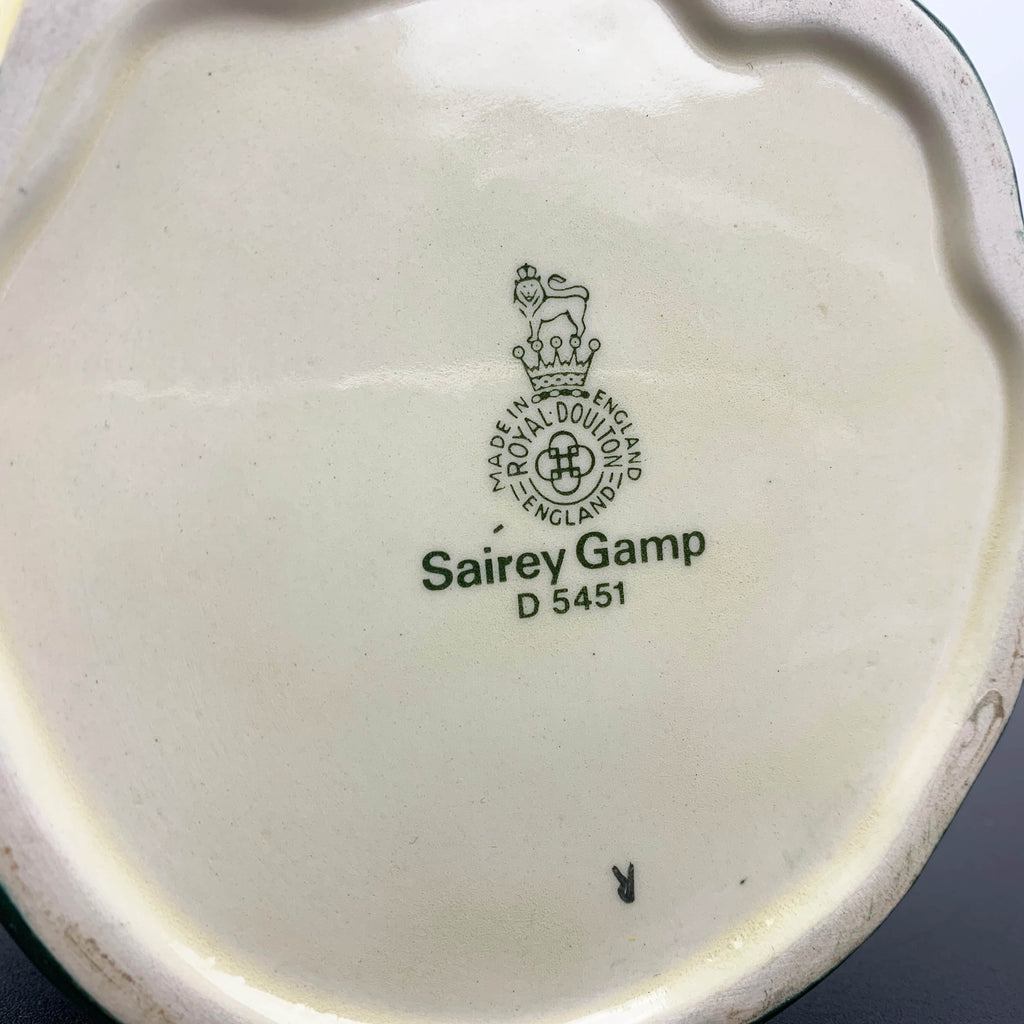 MADE IN ENGLAND
ROYAL·DOULTON
ENGLAND
Sairey Gamp
D 5451
R